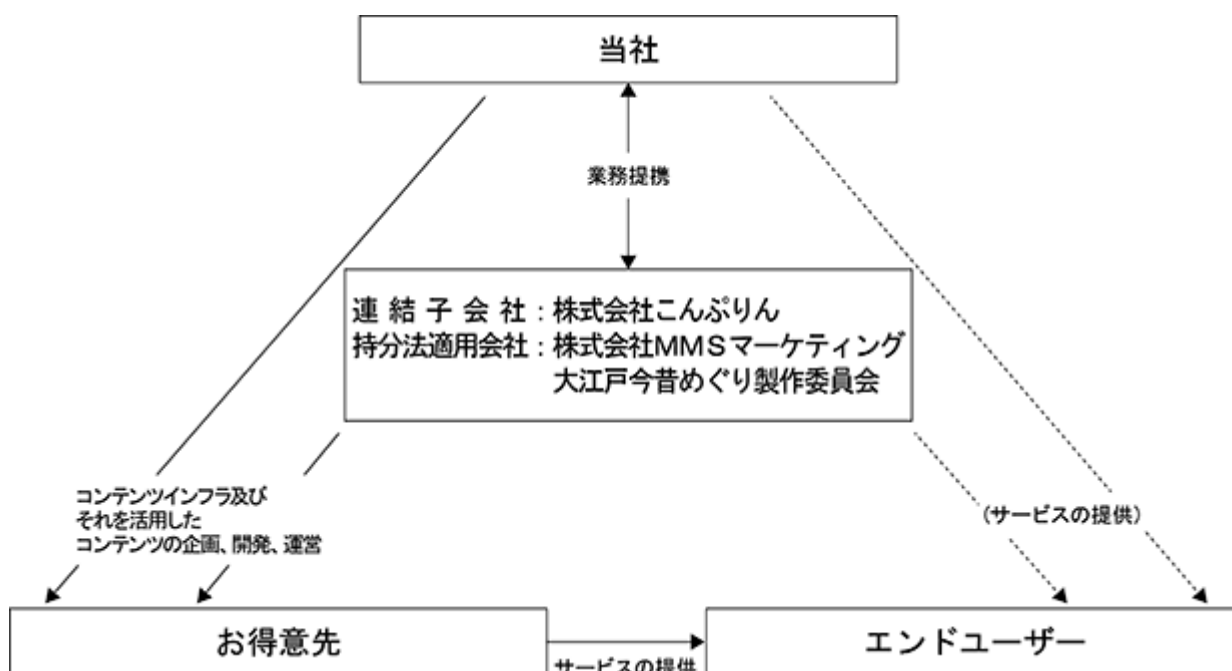 当社
業務提携
連結子会社：株式会社こんぷりん
持分法適用会社：株式会社MMSマーケティング
大江戸今昔めぐり製作委員会
コンテンツインフラ及び
それを活用した
コンテンツの企画、開発、運営
（サービスの提供）
お得意先
サービスの提供
エンドユーザー